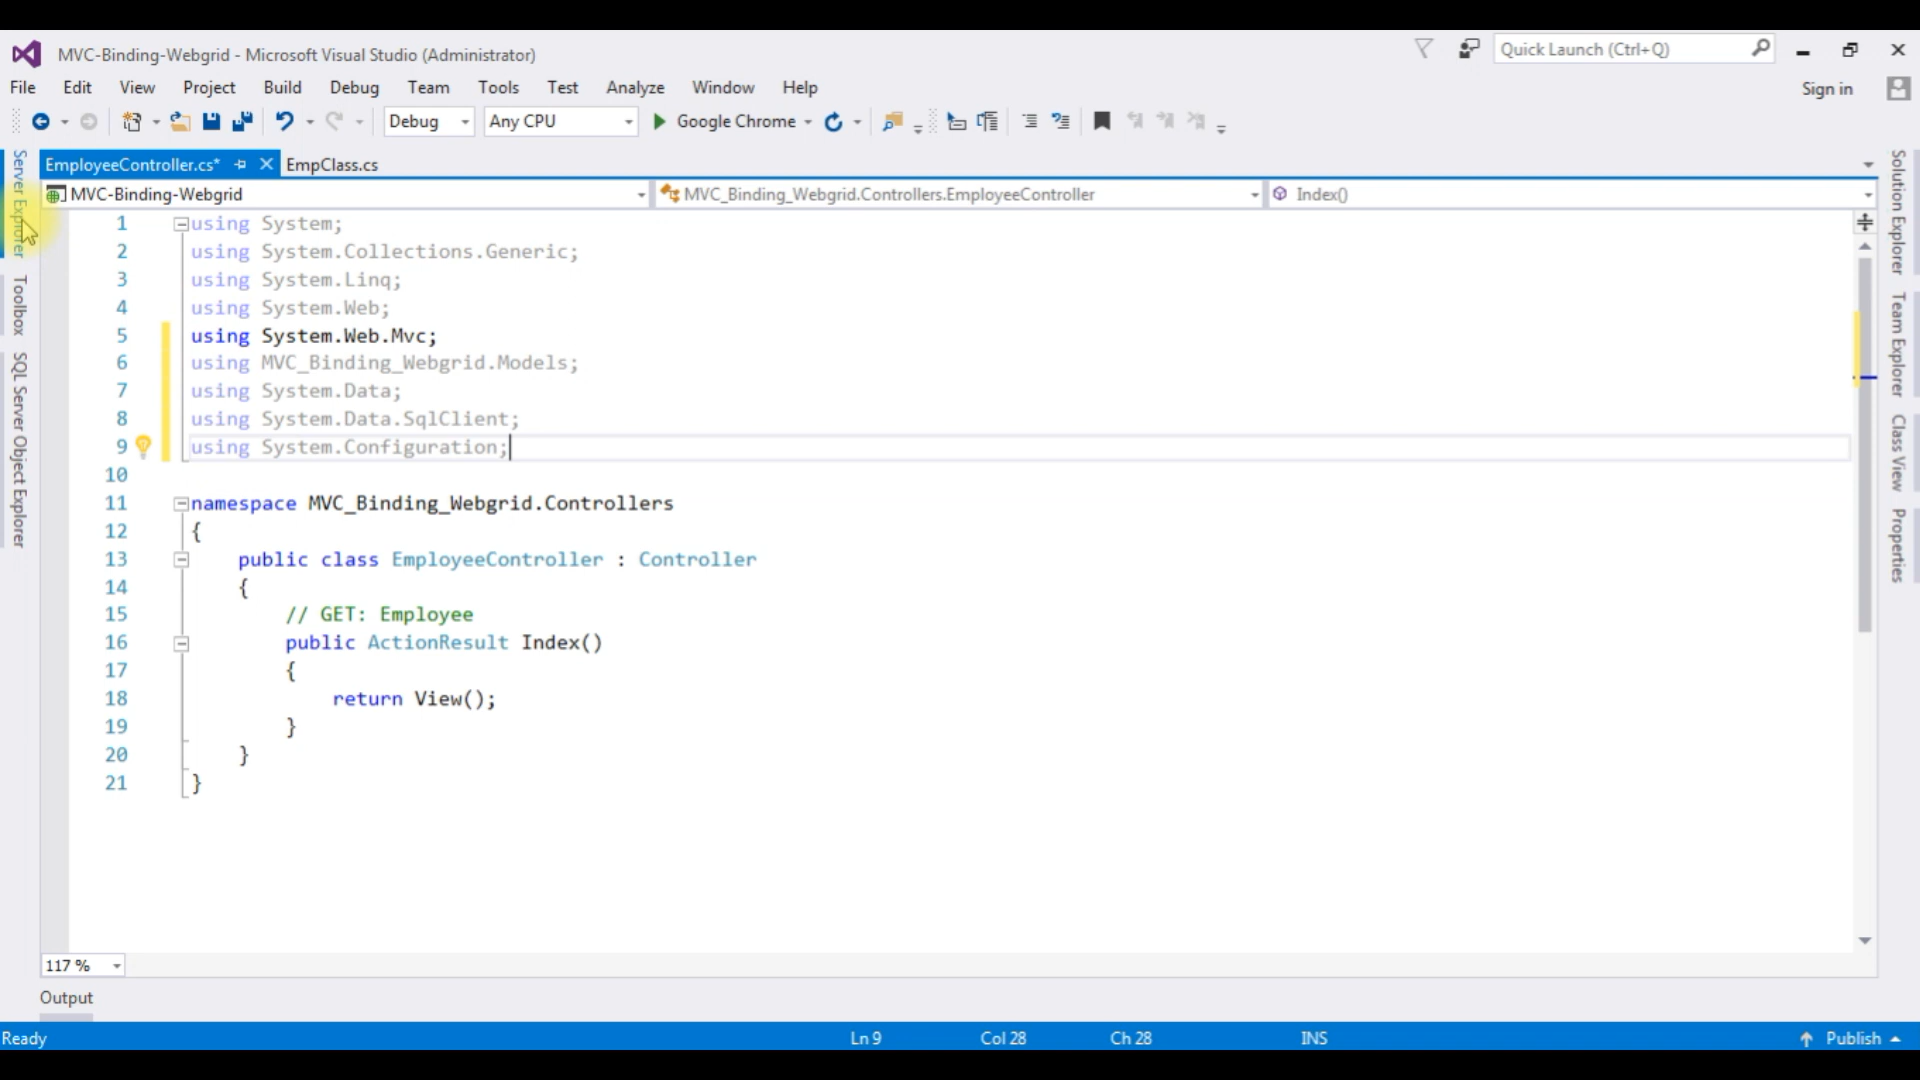 MVC-Binding-Webgrid - Microsoft Visual Studio (Administrator)
Quick Launch (Ctrl+Q)
File Edit View Project Build Debug Team Tools Test Analyze Window Help
Sign in
Debug Any CPU Google Chrome
EmployeeController.cs* EmpClass.cs
MVC-Binding-Webgrid MVC_Binding_Webgrid.Controllers.EmployeeController Index()
1 using System;
2 using System.Collections.Generic;
3 using System.Linq;
4 using System.Web;
5 using System.Web.Mvc;
6 using MVC_Binding_Webgrid.Models;
7 using System.Data;
8 using System.Data.SqlClient;
9 using System.Configuration;
10
11 namespace MVC_Binding_Webgrid.Controllers
12 {
13 public class EmployeeController : Controller
14 {
15 // GET: Employee
16 public ActionResult Index()
17 {
18 return View();
19 }
20 }
21 }
Server Explorer
Toolbox
SQL Server Object Explorer
Solution Explorer
Team Explorer
Class View
Properties
117 %
Output
Ready Ln 9 Col 28 Ch 28 INS Publish